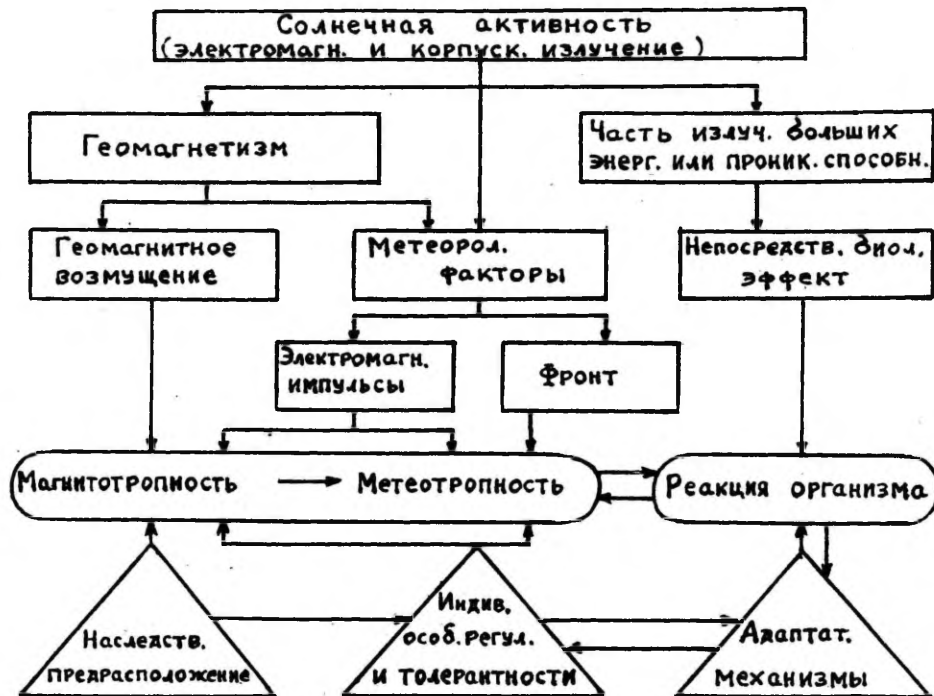 Солнечная активность
(электромагн. и корпуск. излучение)
Геомагнетизм
Часть излуч. больших
энерг. или проник. способн.
Геомагнитное
возмущение
Метеорол.
факторы
Непосредств. биол.
эффект
Электромагн.
импульсы
Фронт
Магнитотропность
Метеотропность
Реакция организма
Наследств.
предрасположение
Индив.
особ. регул.
и толерантности
Адаптат.
механизмы